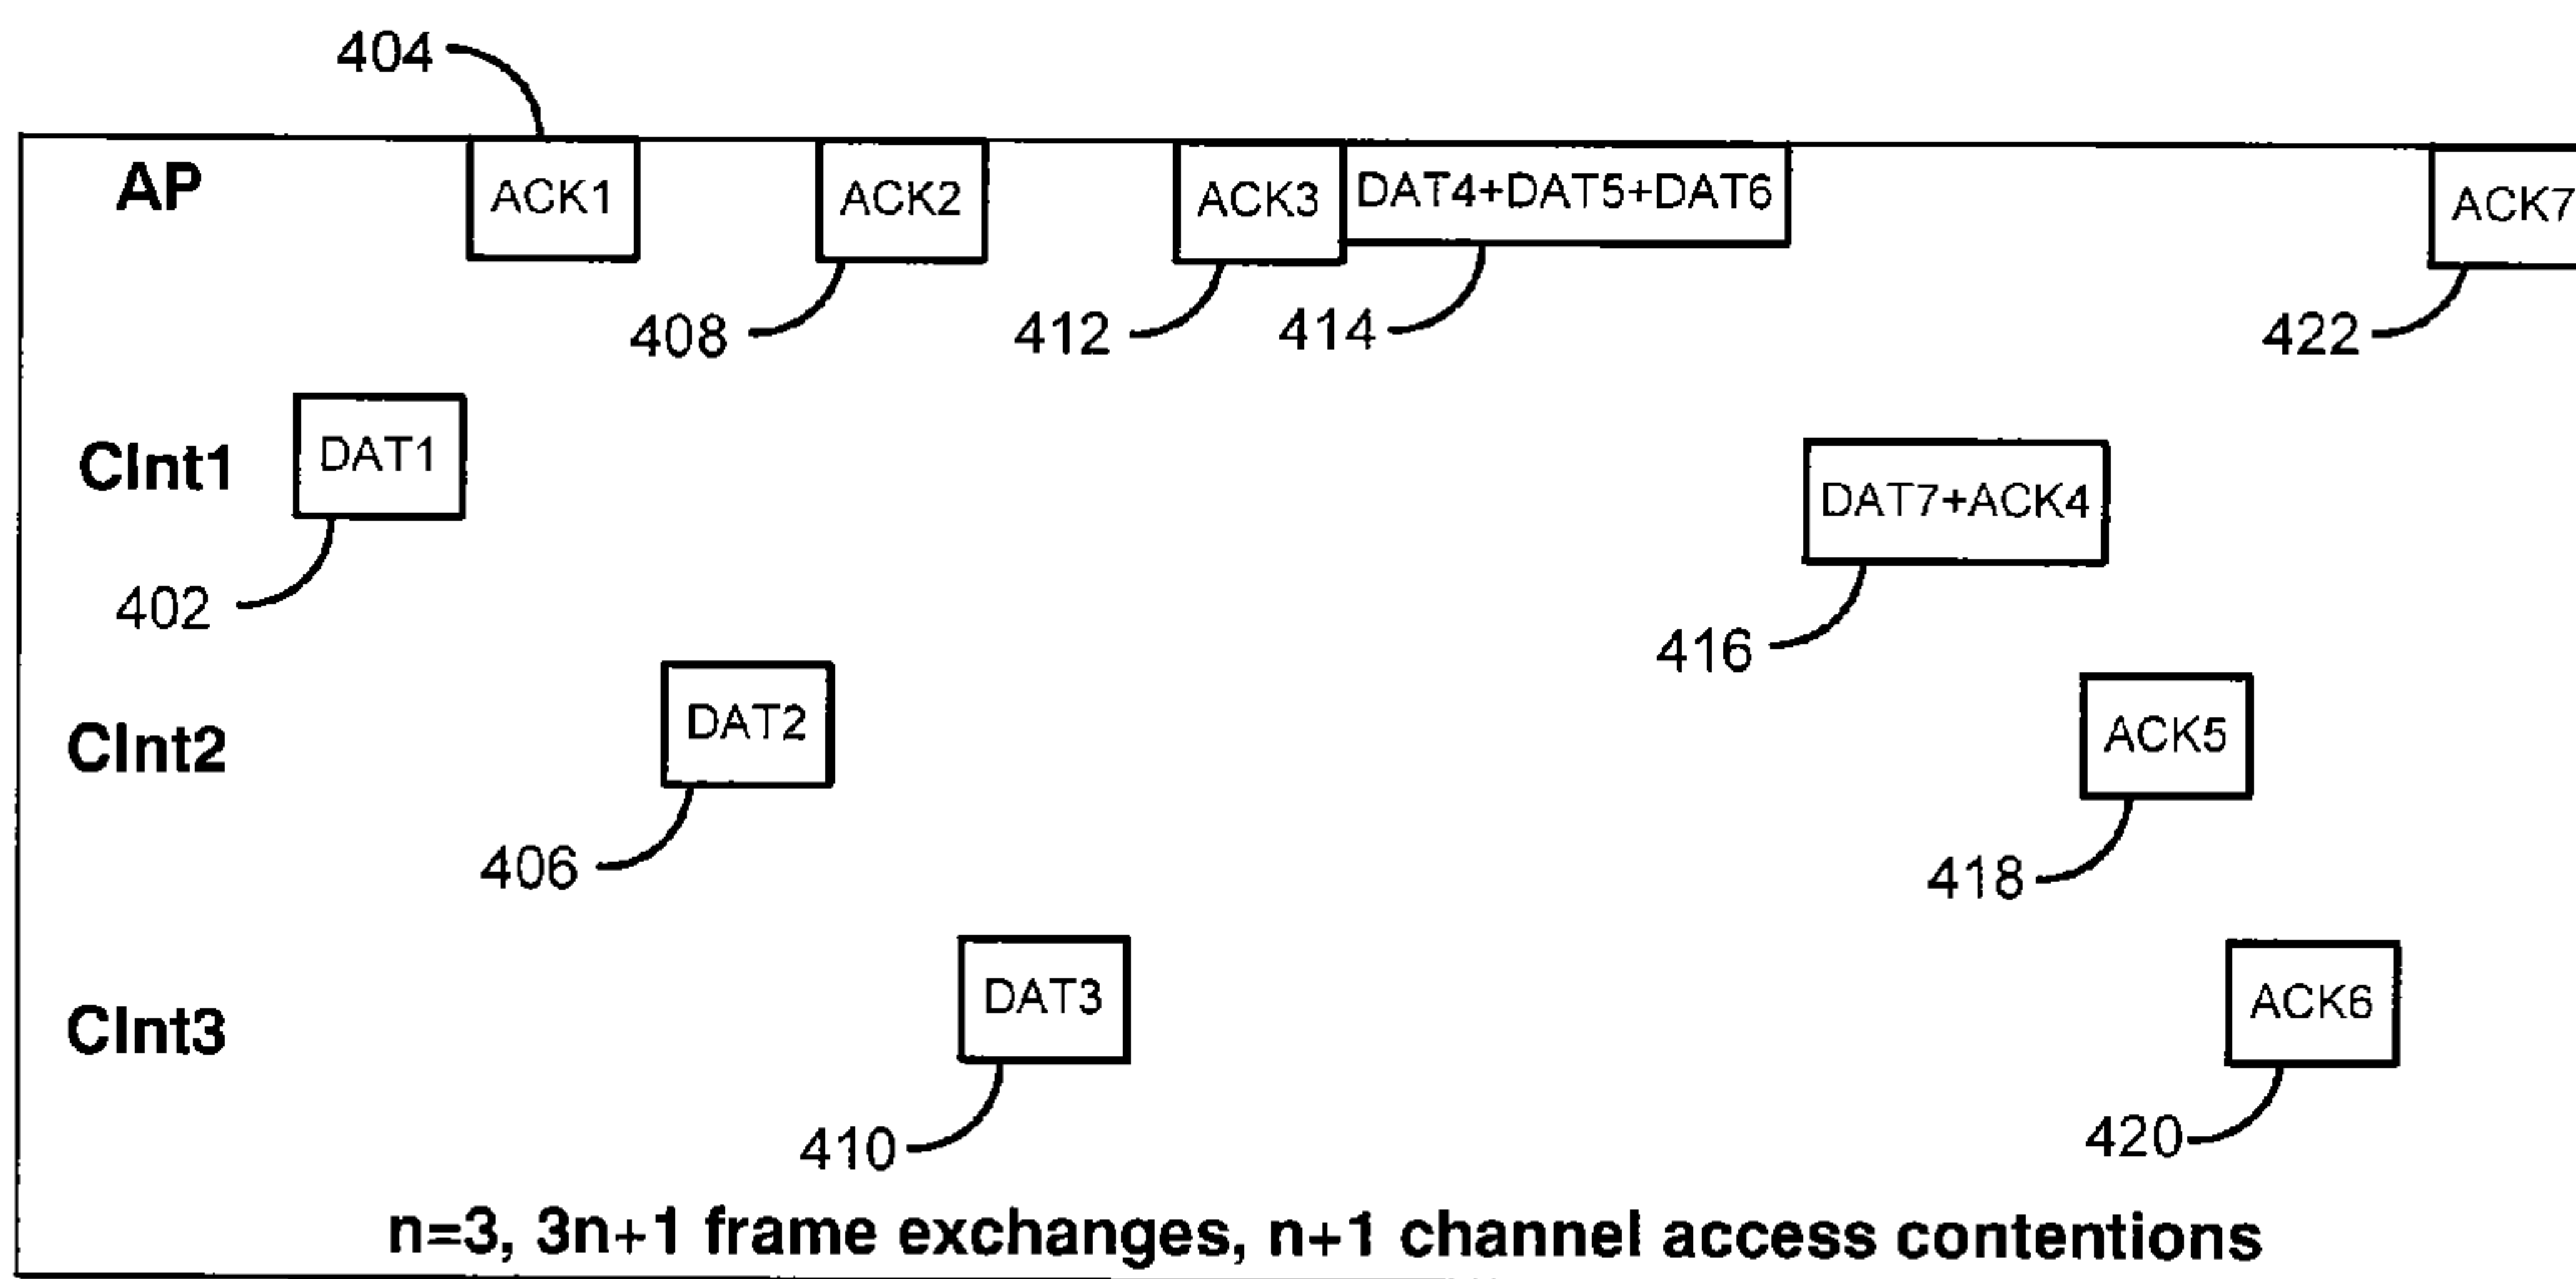 404
AP
ACK1
ACK2
ACK3
DAT4+DAT5+DAT6
ACK7
408
412
414
422
Clnt1
DAT1
DAT7+ACK4
402
416
Clnt2
DAT2
ACK5
406
418
Clnt3
DAT3
ACK6
410
420
n=3, 3n+1 frame exchanges, n+1 channel access contentions